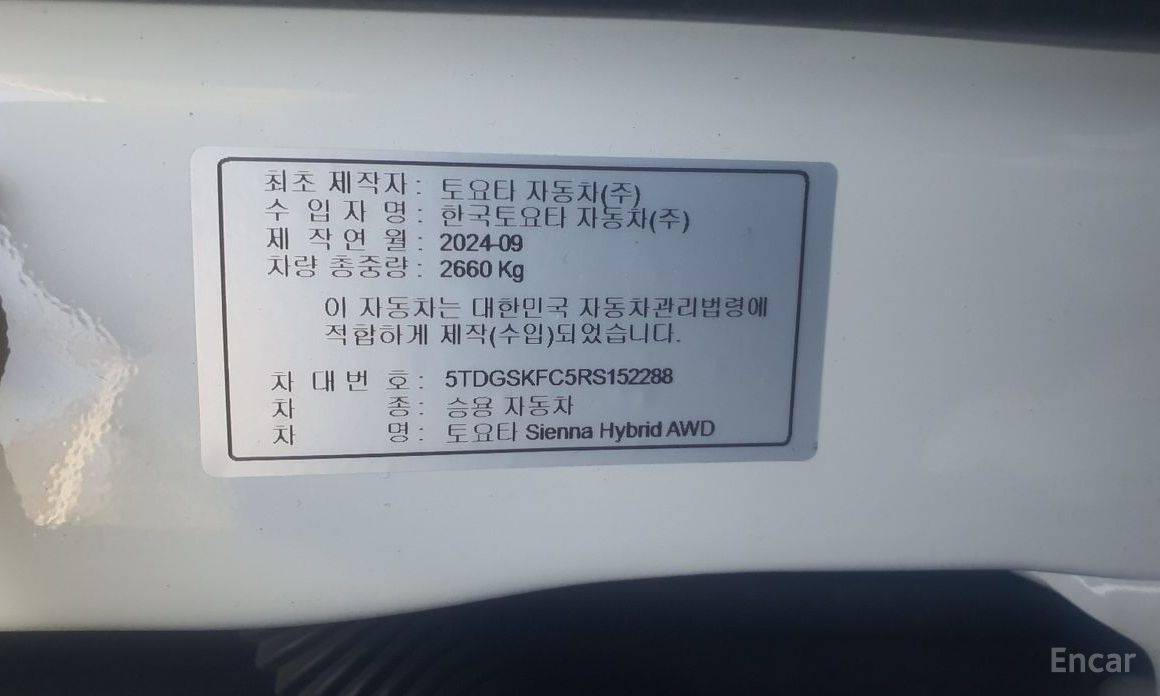 최초 제작자 : 토요타 자동차(주)
수 입 자 명 : 한국토요타 자동차(주)
제 작 연 월 : 2024-09
차량 총중량 : 2660 Kg
이 자동차는 대한민국 자동차관리법령에
적합하게 제작(수입)되었습니다.
차 대 번 호 : 5TDGSKFC5RS152288
차 종 : 승용 자동차
차 명 : 토요타 Sienna Hybrid AWD
Encar